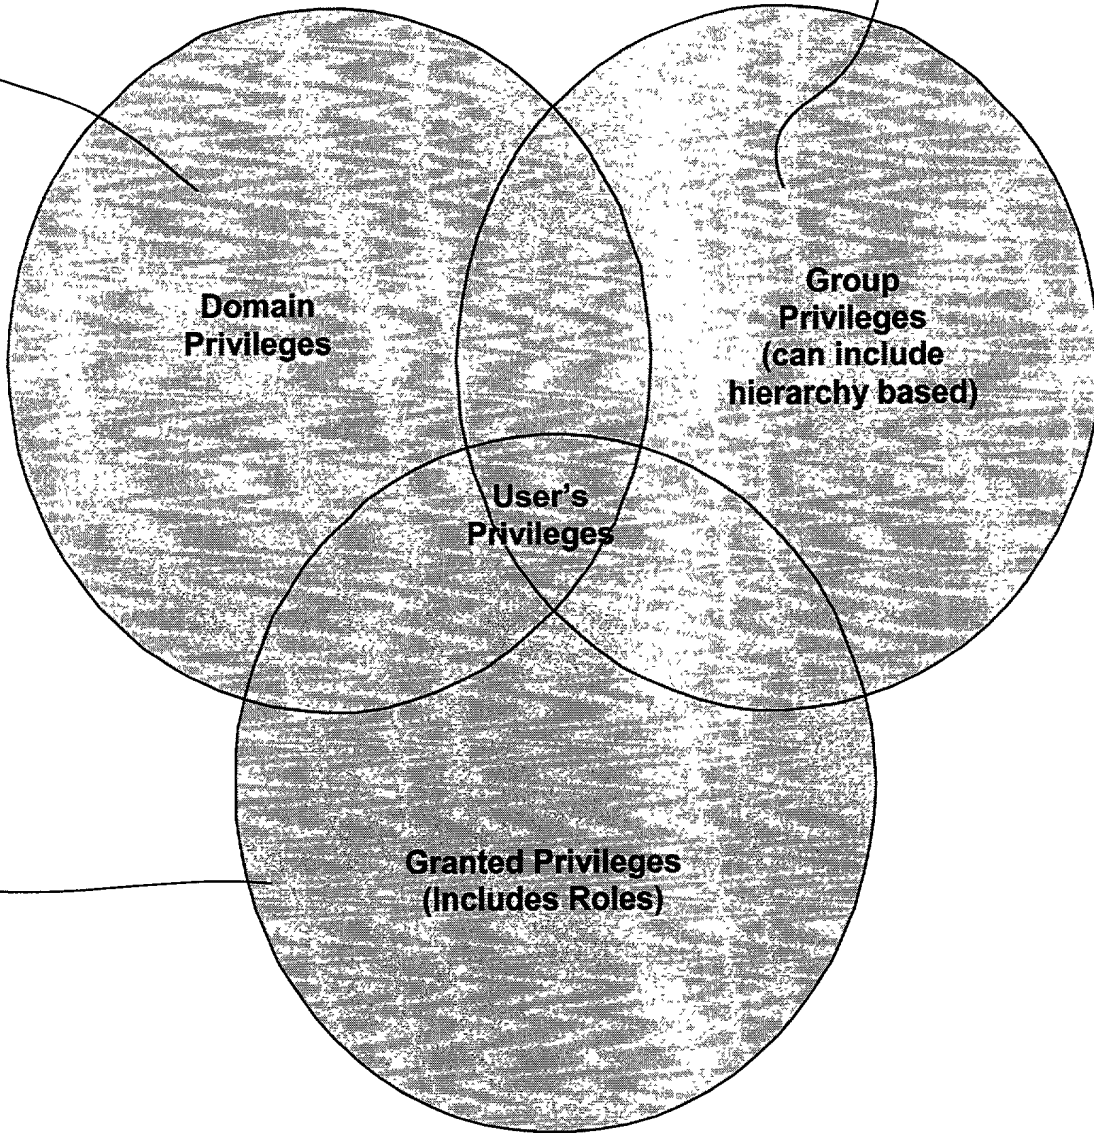 Domain
Privileges
Group
Privileges
(can include
hierarchy based)
User's
Privileges
Granted Privileges
(Includes Roles)